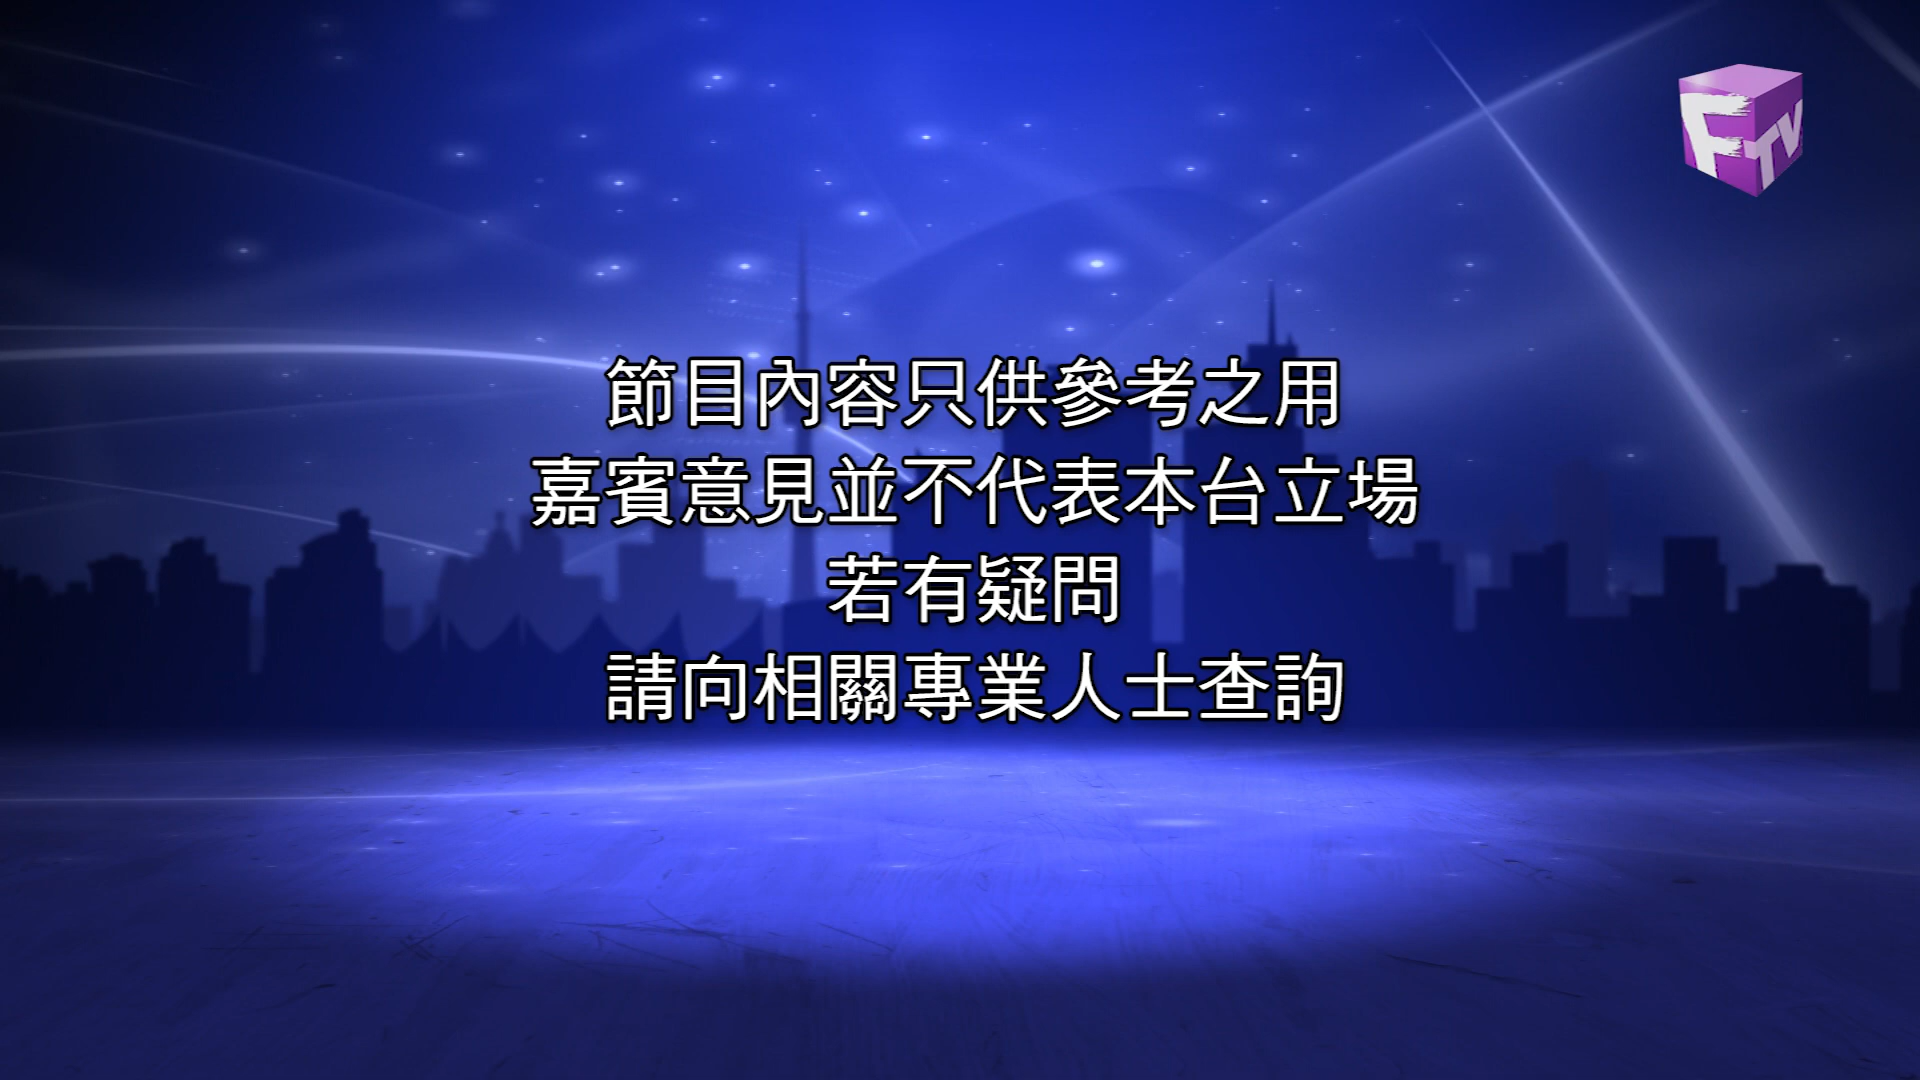 FTV
節目內容只供參考之用
嘉賓意見並不代表本台立場
若有疑問
請向相關專業人士查詢